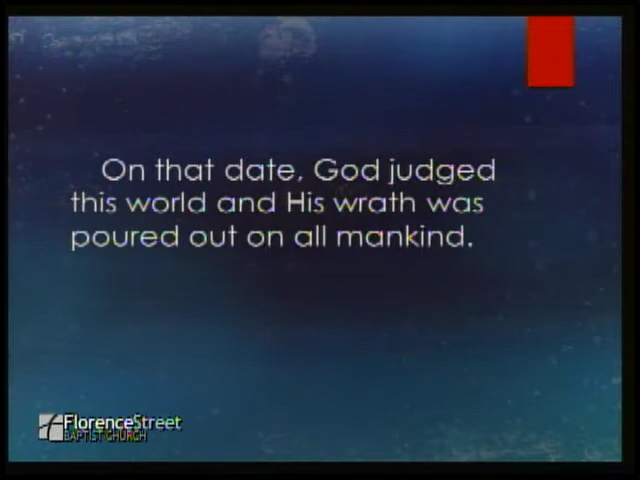 On that date, God judged
this world and His wrath was
poured out on all mankind.
FlorenceStreet
BAPTIST CHURCH